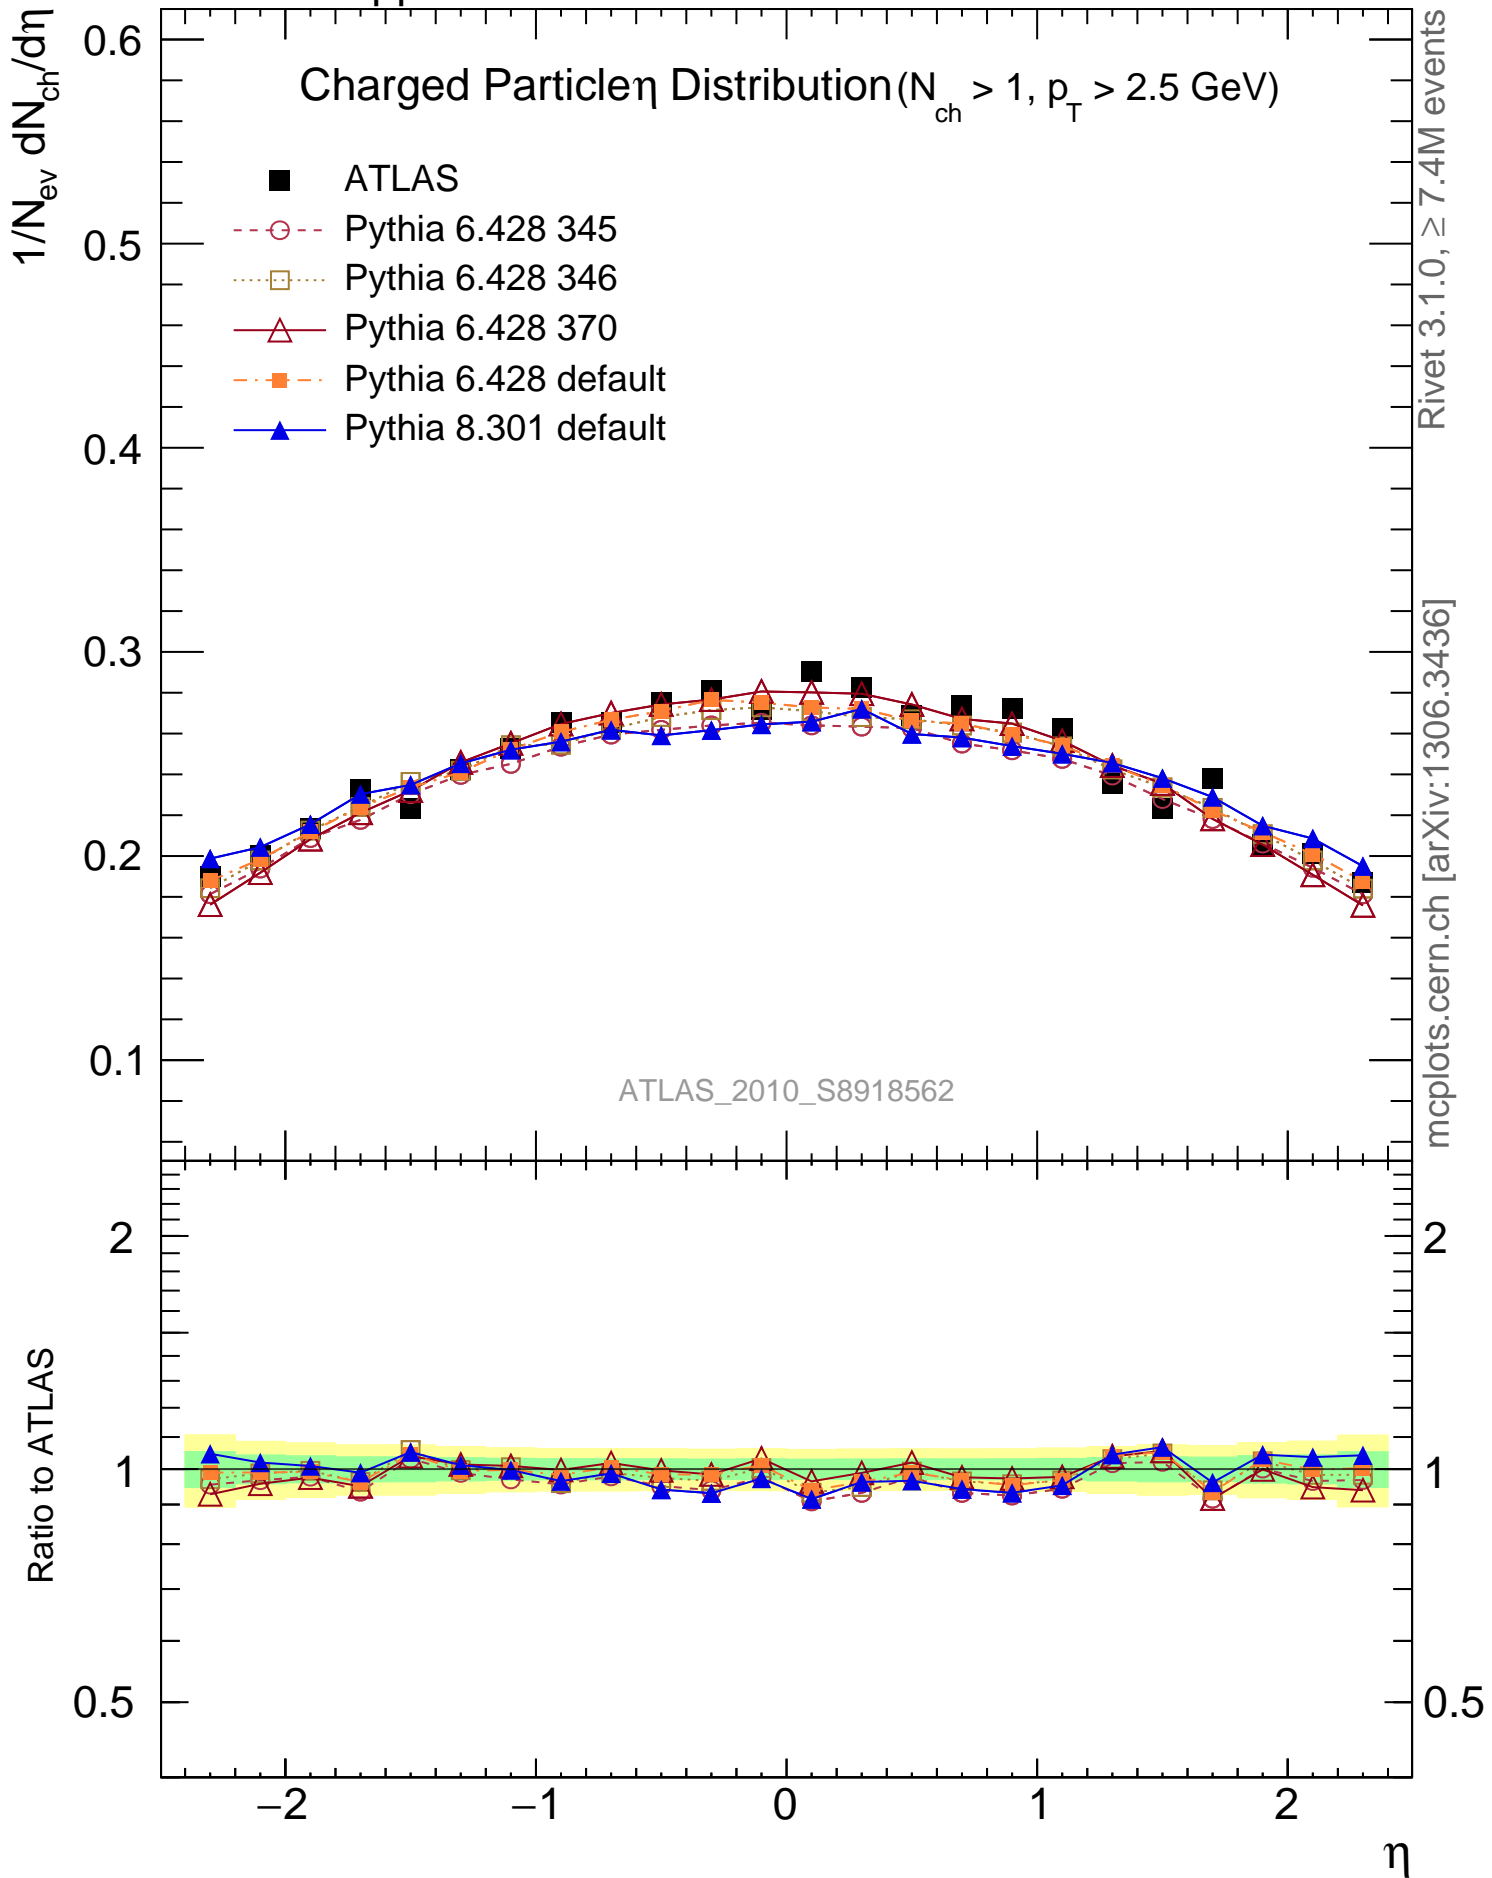 1/N_ev dN_ch/dη
Charged Particleη Distribution(N_ch > 1, p_T > 2.5 GeV)
ATLAS
Pythia 6.428 345
Pythia 6.428 346
Pythia 6.428 370
Pythia 6.428 default
Pythia 8.301 default
0.6
0.5
0.4
0.3
0.2
0.1
ATLAS_2010_S8918562
Rivet 3.1.0, ≥ 7.4M events
mcplots.cern.ch [arXiv:1306.3436]
Ratio to ATLAS
2
1
0.5
2
1
0.5
−2
−1
0
1
2
η